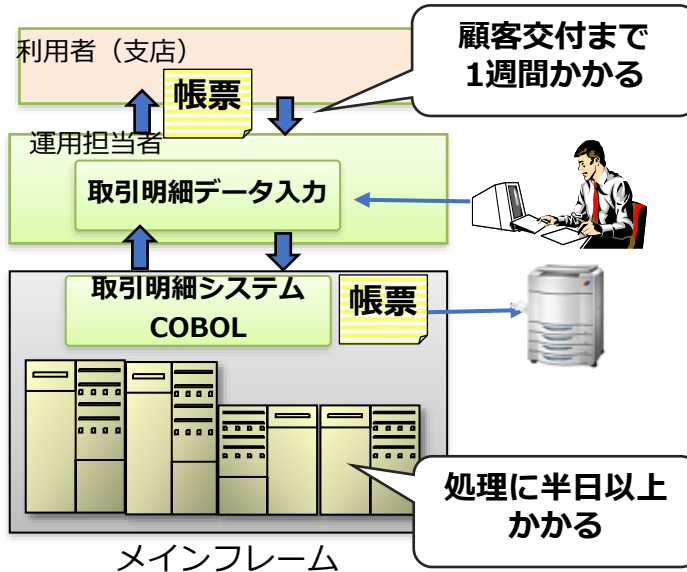 顧客交付まで
1週間かかる
利用者（支店）
帳票
運用担当者
取引明細データ入力
取引明細システム
COBOL
帳票
処理に半日以上
かかる
メインフレーム